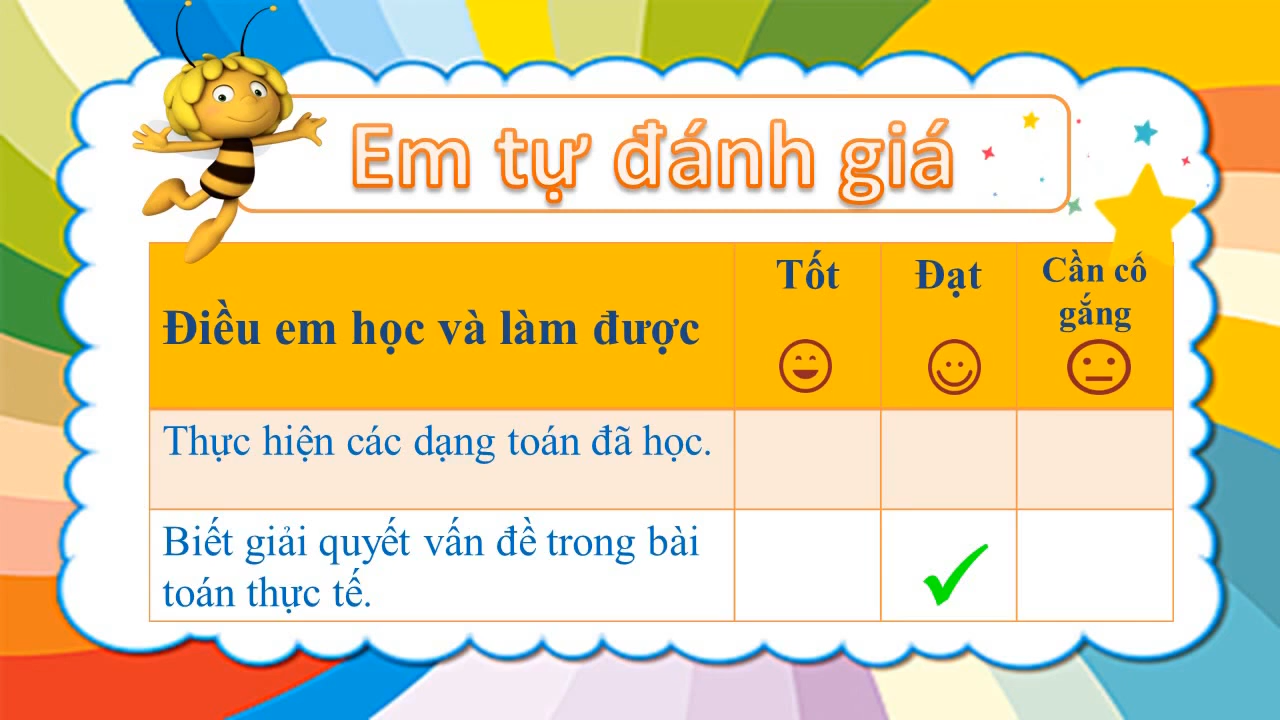 Em tự đánh giá
Điều em học và làm được
Tốt
Đạt
Cần cố
gắng
Thực hiện các dạng toán đã học.
Biết giải quyết vấn đề trong bài
toán thực tế.